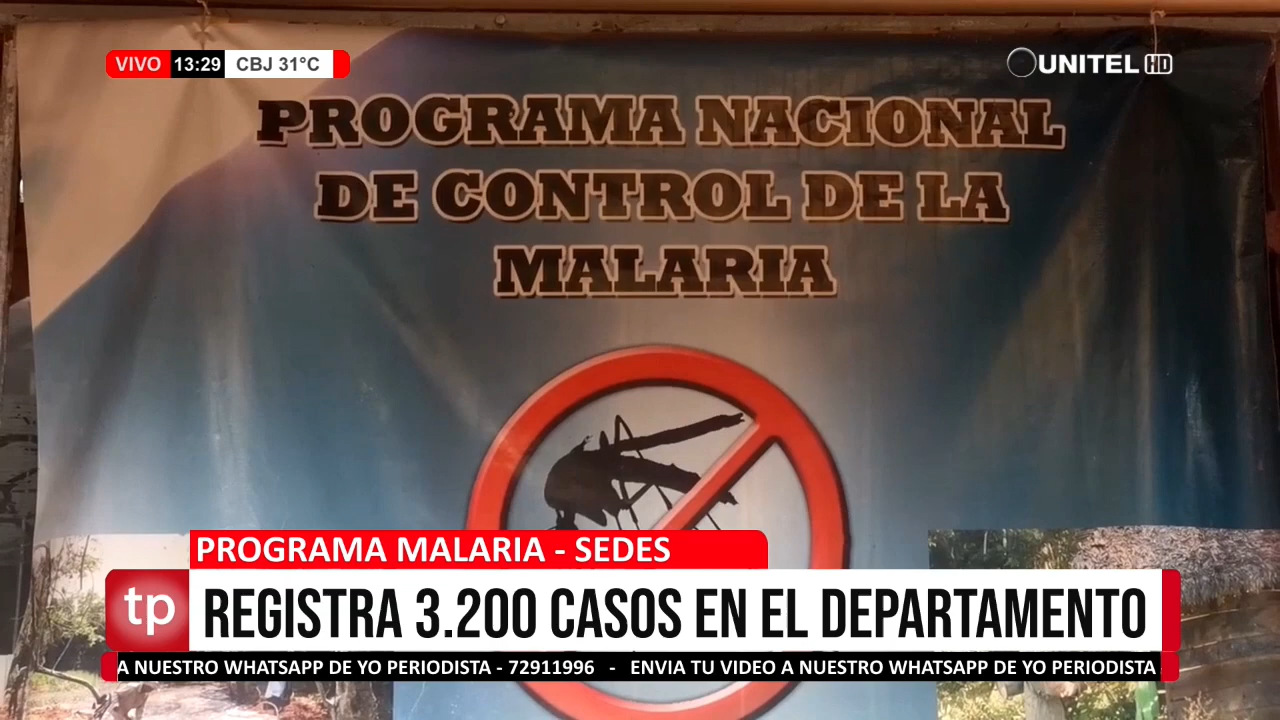 VIVO 13:29 CBJ 31°C
UNITEL HD
PROGRAMA NACIONAL
DE CONTROL DE LA
MALARIA
PROGRAMA MALARIA - SEDES
tp
REGISTRA 3.200 CASOS EN EL DEPARTAMENTO
A NUESTRO WHATSAPP DE YO PERIODISTA - 72911996 - ENVIA TU VIDEO A NUESTRO WHATSAPP DE YO PERIODISTA